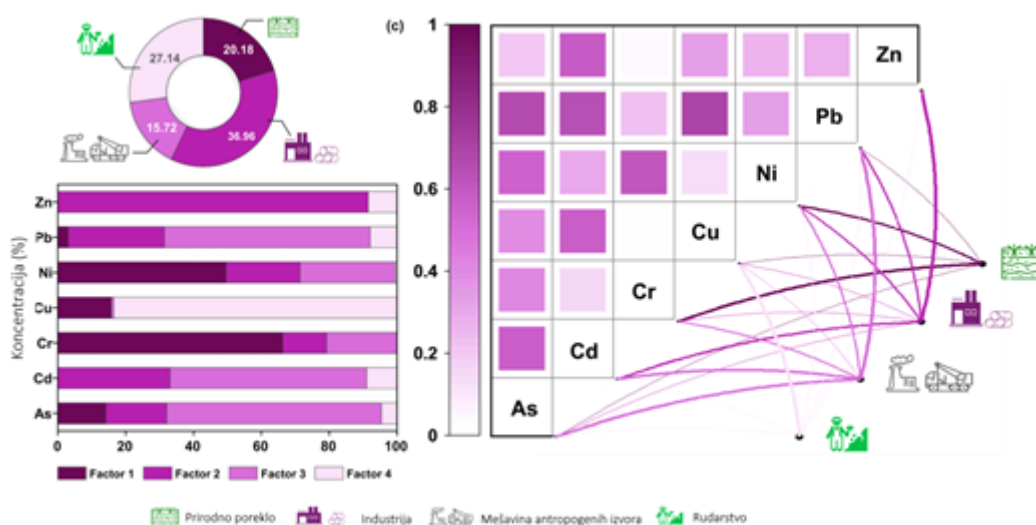 20.18
27.14
15.72
36.96
Koncentracija (%)
Zn
Pb
Ni
Cu
Cr
Cd
As
0 20 40 60 80 100
Factor 1 Factor 2 Factor 3 Factor 4
(c)
1
0.8
0.6
0.4
0.2
0
Zn
Pb
Ni
Cu
Cr
Cd
As
Prirodno poreklo Industrija Mešavina antropogenih izvora Rudarstvo